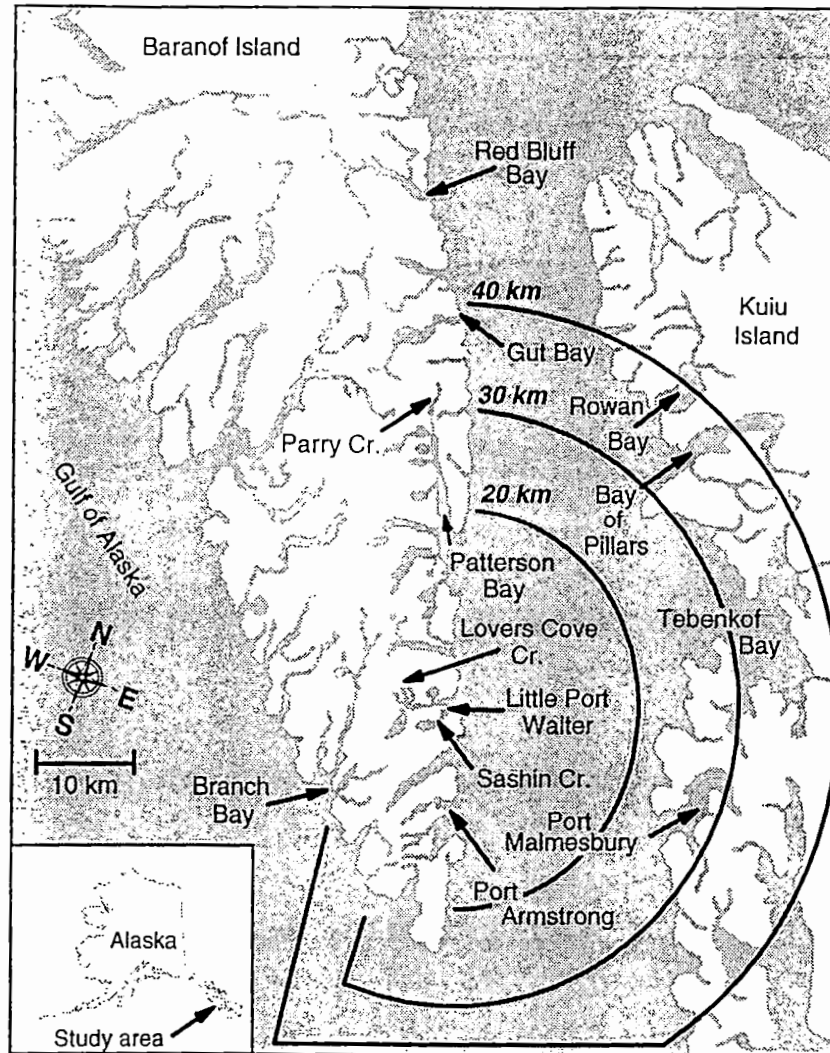 Baranof Island
Red Bluff
Bay
40 km
Kuiu
Island
Gut Bay
30 km
Rowan
Bay
Parry Cr.
Gulf of Alaska
20 km
Bay
of
Pillars
Patterson
Bay
Tebenkof
Bay
Lovers Cove
Cr.
N
W
E
S
Little Port
Walter
10 km
Sashin Cr.
Branch
Bay
Port
Malmesbury
Port
Armstrong
Alaska
Study area